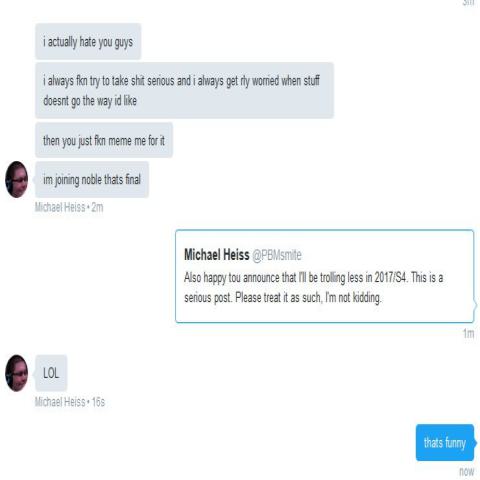 3m
i actually hate you guys
i always fkn try to take shit serious and i always get rly worried when stuff
doesnt go the way id like
then you just fkn meme me for it
im joining noble thats final
Michael Heiss • 2m
Michael Heiss @PBMsmite
Also happy tou announce that I'll be trolling less in 2017/S4. This is a
serious post. Please treat it as such, I'm not kidding.
1m
LOL
Michael Heiss • 16s
thats funny
now